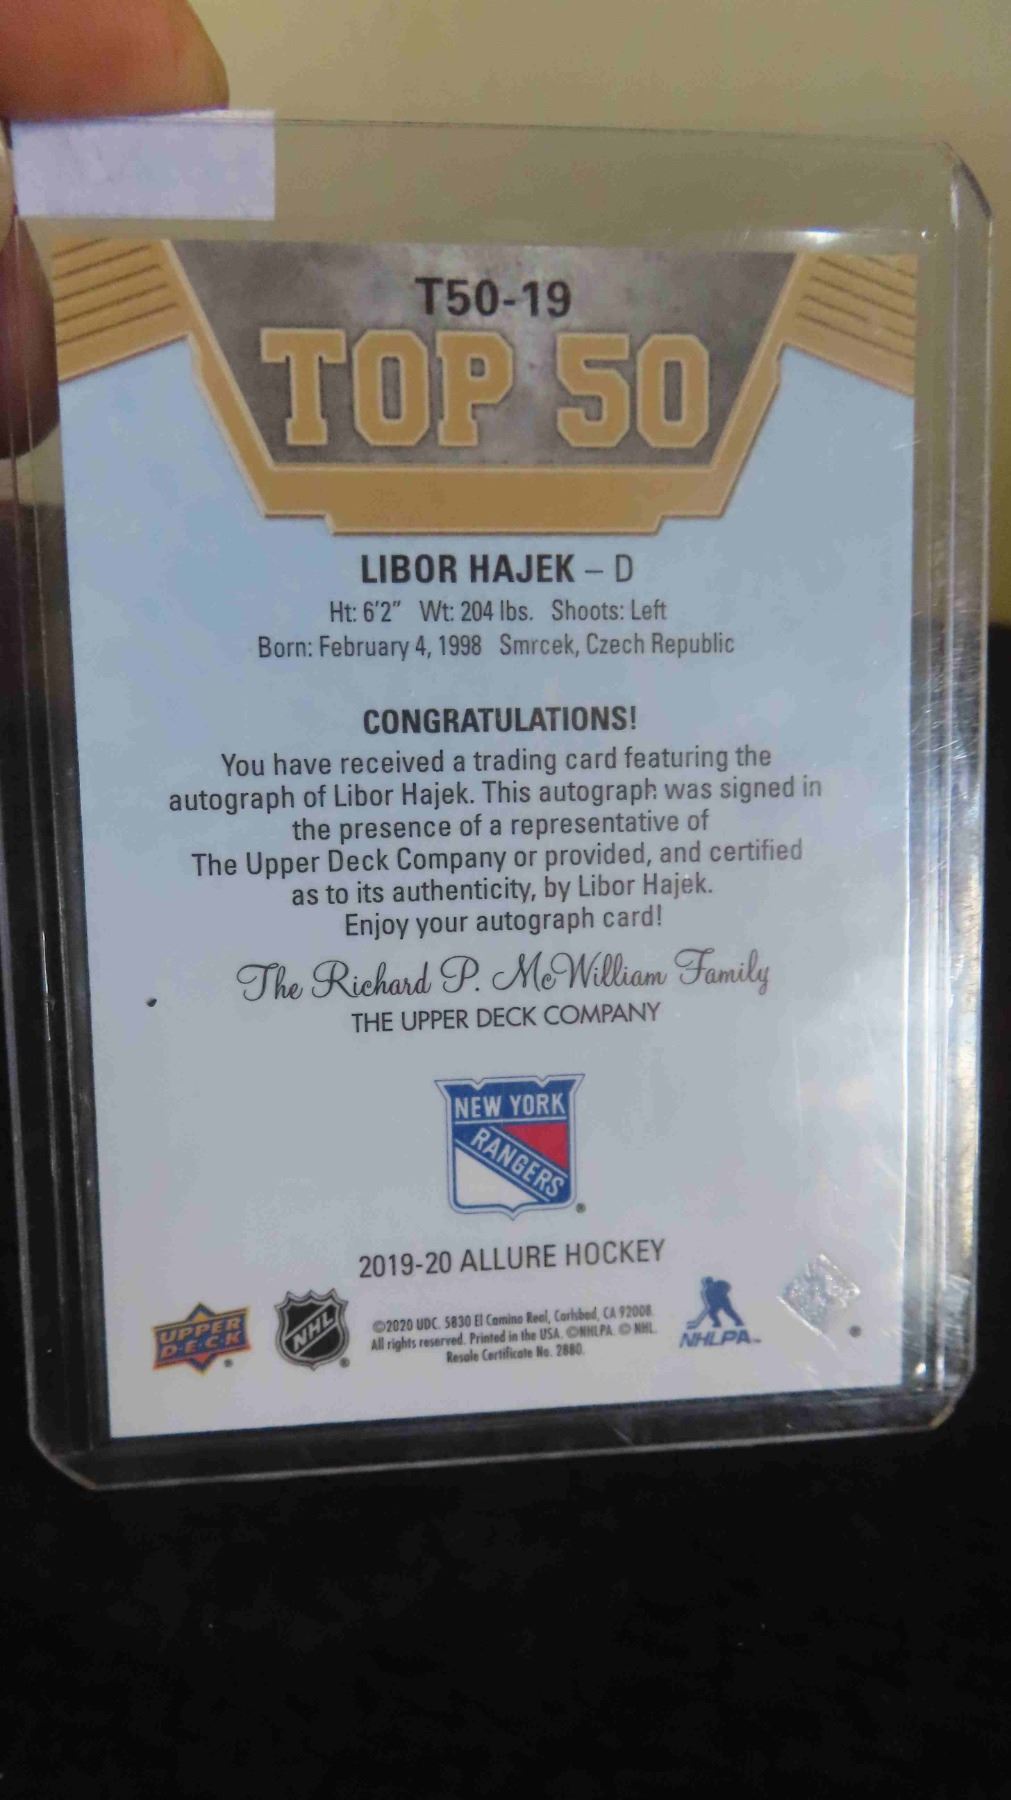 T50-19
TOP 50
LIBOR HAJEK – D
Ht: 6'2" Wt: 204 lbs. Shoots: Left
Born: February 4, 1998 Smrcek, Czech Republic
CONGRATULATIONS!
You have received a trading card featuring the
autograph of Libor Hajek. This autograph was signed in
the presence of a representative of
The Upper Deck Company or provided, and certified
as to its authenticity, by Libor Hajek.
Enjoy your autograph card!
The Richard P. McWilliam Family
THE UPPER DECK COMPANY
NEW YORK
RANGERS
®
2019-20 ALLURE HOCKEY
UPPER
D·E·C·K
®
NHL
®
©2020 UDC. 5830 El Camino Real, Carlsbad, CA 92008.
All rights reserved. Printed in the USA. ©NHLPA. © NHL.
Resale Certificate No. 2880.
NHLPA™